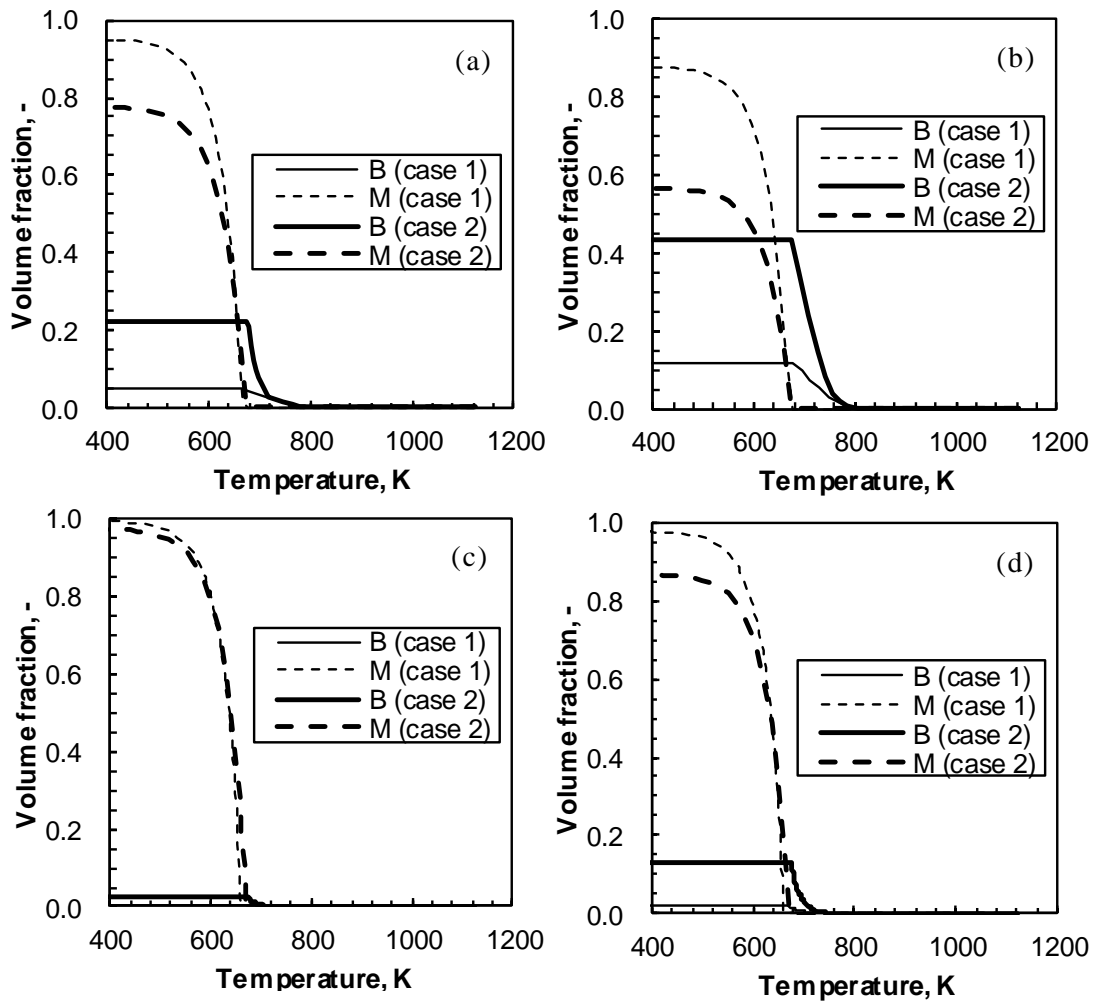 1.0
0.8
0.6
0.4
0.2
0.0
Volume fraction, -
(a)
B (case 1)
M (case 1)
B (case 2)
M (case 2)
400 600 800 1000 1200
Temperature, K
1.0
0.8
0.6
0.4
0.2
0.0
Volume fraction, -
(b)
B (case 1)
M (case 1)
B (case 2)
M (case 2)
400 600 800 1000 1200
Temperature, K
1.0
0.8
0.6
0.4
0.2
0.0
Volume fraction, -
(c)
B (case 1)
M (case 1)
B (case 2)
M (case 2)
400 600 800 1000 1200
Temperature, K
1.0
0.8
0.6
0.4
0.2
0.0
Volume fraction, -
(d)
B (case 1)
M (case 1)
B (case 2)
M (case 2)
400 600 800 1000 1200
Temperature, K